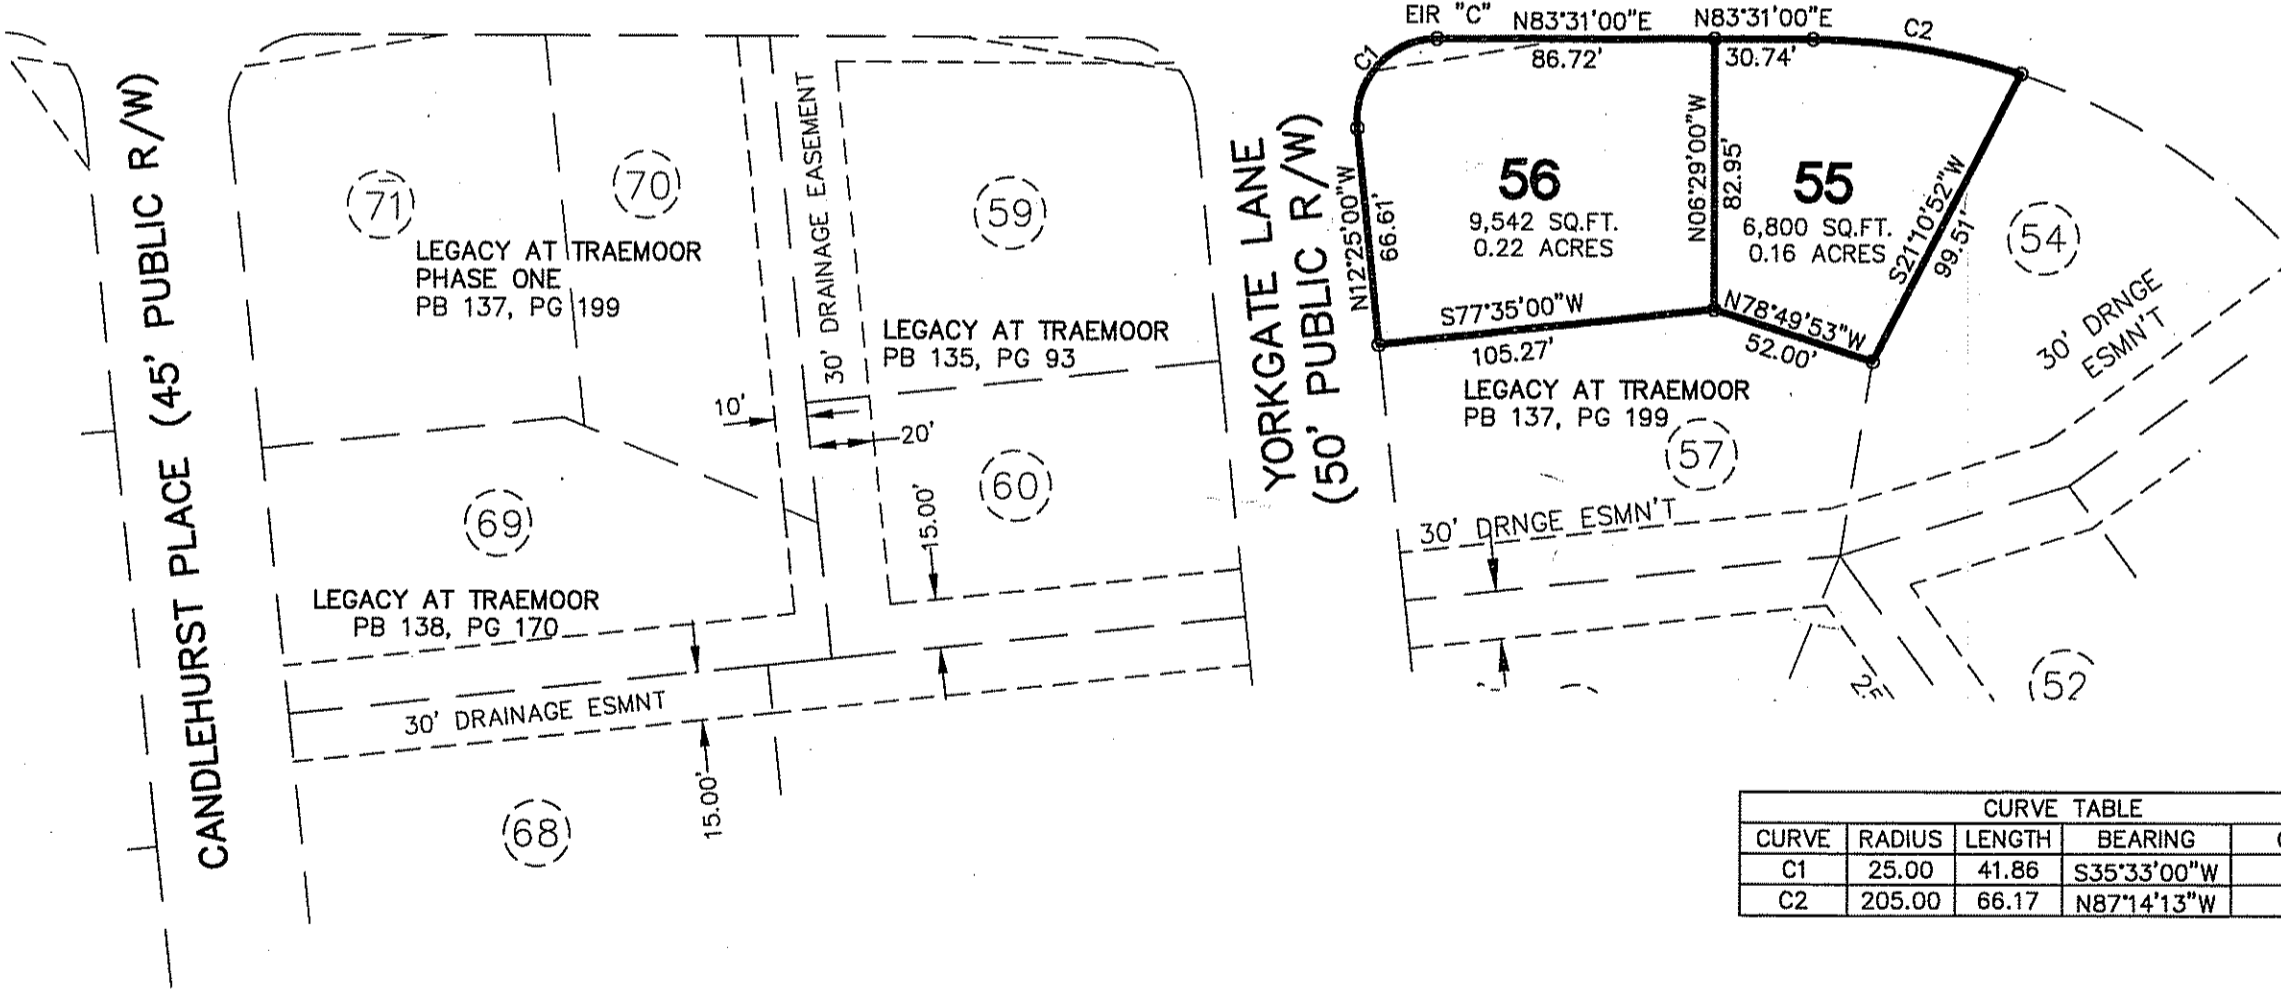 EIR "C"
N83°31'00"E
86.72'
N83°31'00"E
30.74'
C1
C2
CANDLEHURST PLACE (45' PUBLIC R/W)
71
70
LEGACY AT TRAEMOOR
PHASE ONE
PB 137, PG 199
30' DRAINAGE EASEMENT
59
LEGACY AT TRAEMOOR
PB 135, PG 93
10'
20'
60
15.00'
69
LEGACY AT TRAEMOOR
PB 138, PG 170
30' DRAINAGE ESMNT
15.00'
68
YORKGATE LANE
(50' PUBLIC R/W)
N12°25'00"W
66.61'
56
9,542 SQ.FT.
0.22 ACRES
S77°35'00"W
105.27'
N06°29'00"W
82.95'
55
6,800 SQ.FT.
0.16 ACRES
S21°10'52"W
99.51'
N78°49'53"W
52.00'
54
30' DRNGE
ESMN'T
LEGACY AT TRAEMOOR
PB 137, PG 199
57
30' DRNGE ESMN'T
52
CURVE TABLE
CURVE RADIUS LENGTH BEARING
C1 25.00 41.86 S35°33'00"W
C2 205.00 66.17 N87°14'13"W